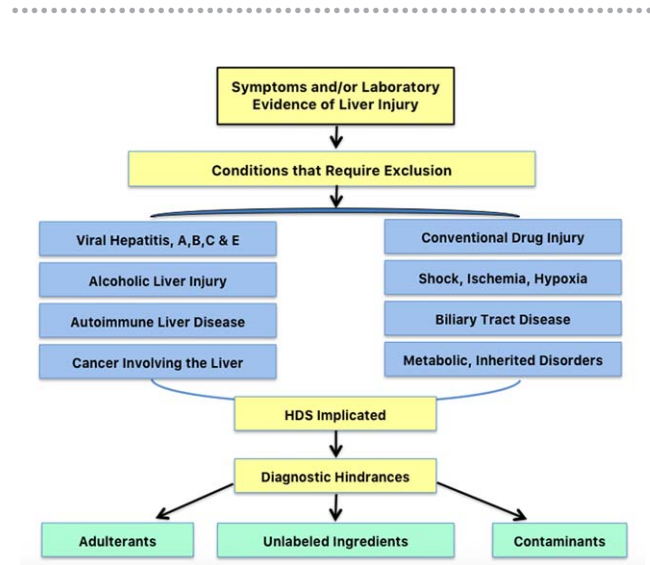 Symptoms and/or Laboratory
Evidence of Liver Injury
Conditions that Require Exclusion
Viral Hepatitis, A,B,C & E
Conventional Drug Injury
Alcoholic Liver Injury
Shock, Ischemia, Hypoxia
Autoimmune Liver Disease
Biliary Tract Disease
Cancer Involving the Liver
Metabolic, Inherited Disorders
HDS Implicated
Diagnostic Hindrances
Adulterants
Unlabeled Ingredients
Contaminants